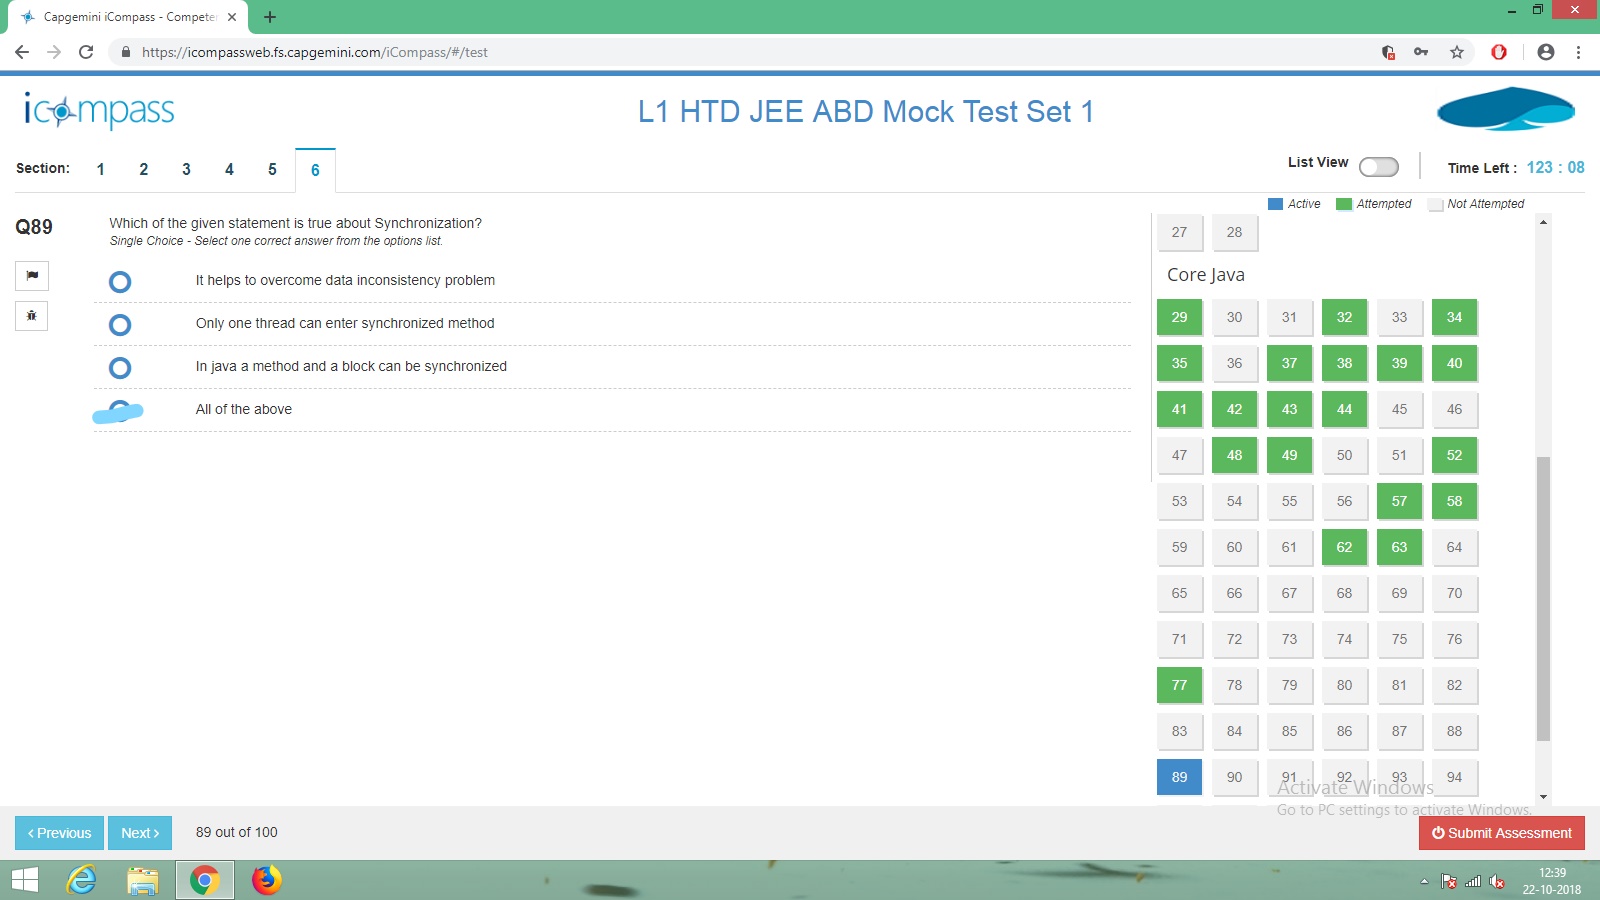 Capgemini iCompass - Compete
https://icompassweb.fs.capgemini.com/iCompass/#/test
icompass
L1 HTD JEE ABD Mock Test Set 1
Section: 1 2 3 4 5 6
List View
Time Left : 123 : 08
Active Attempted Not Attempted
Q89
Which of the given statement is true about Synchronization?
Single Choice - Select one correct answer from the options list.
It helps to overcome data inconsistency problem
Only one thread can enter synchronized method
In java a method and a block can be synchronized
All of the above
27 28
Core Java
29 30 31 32 33 34
35 36 37 38 39 40
41 42 43 44 45 46
47 48 49 50 51 52
53 54 55 56 57 58
59 60 61 62 63 64
65 66 67 68 69 70
71 72 73 74 75 76
77 78 79 80 81 82
83 84 85 86 87 88
89 90 91 92 93 94
Activate Windows
Go to PC settings to activate Windows.
Previous Next 89 out of 100
Submit Assessment
12:39
22-10-2018